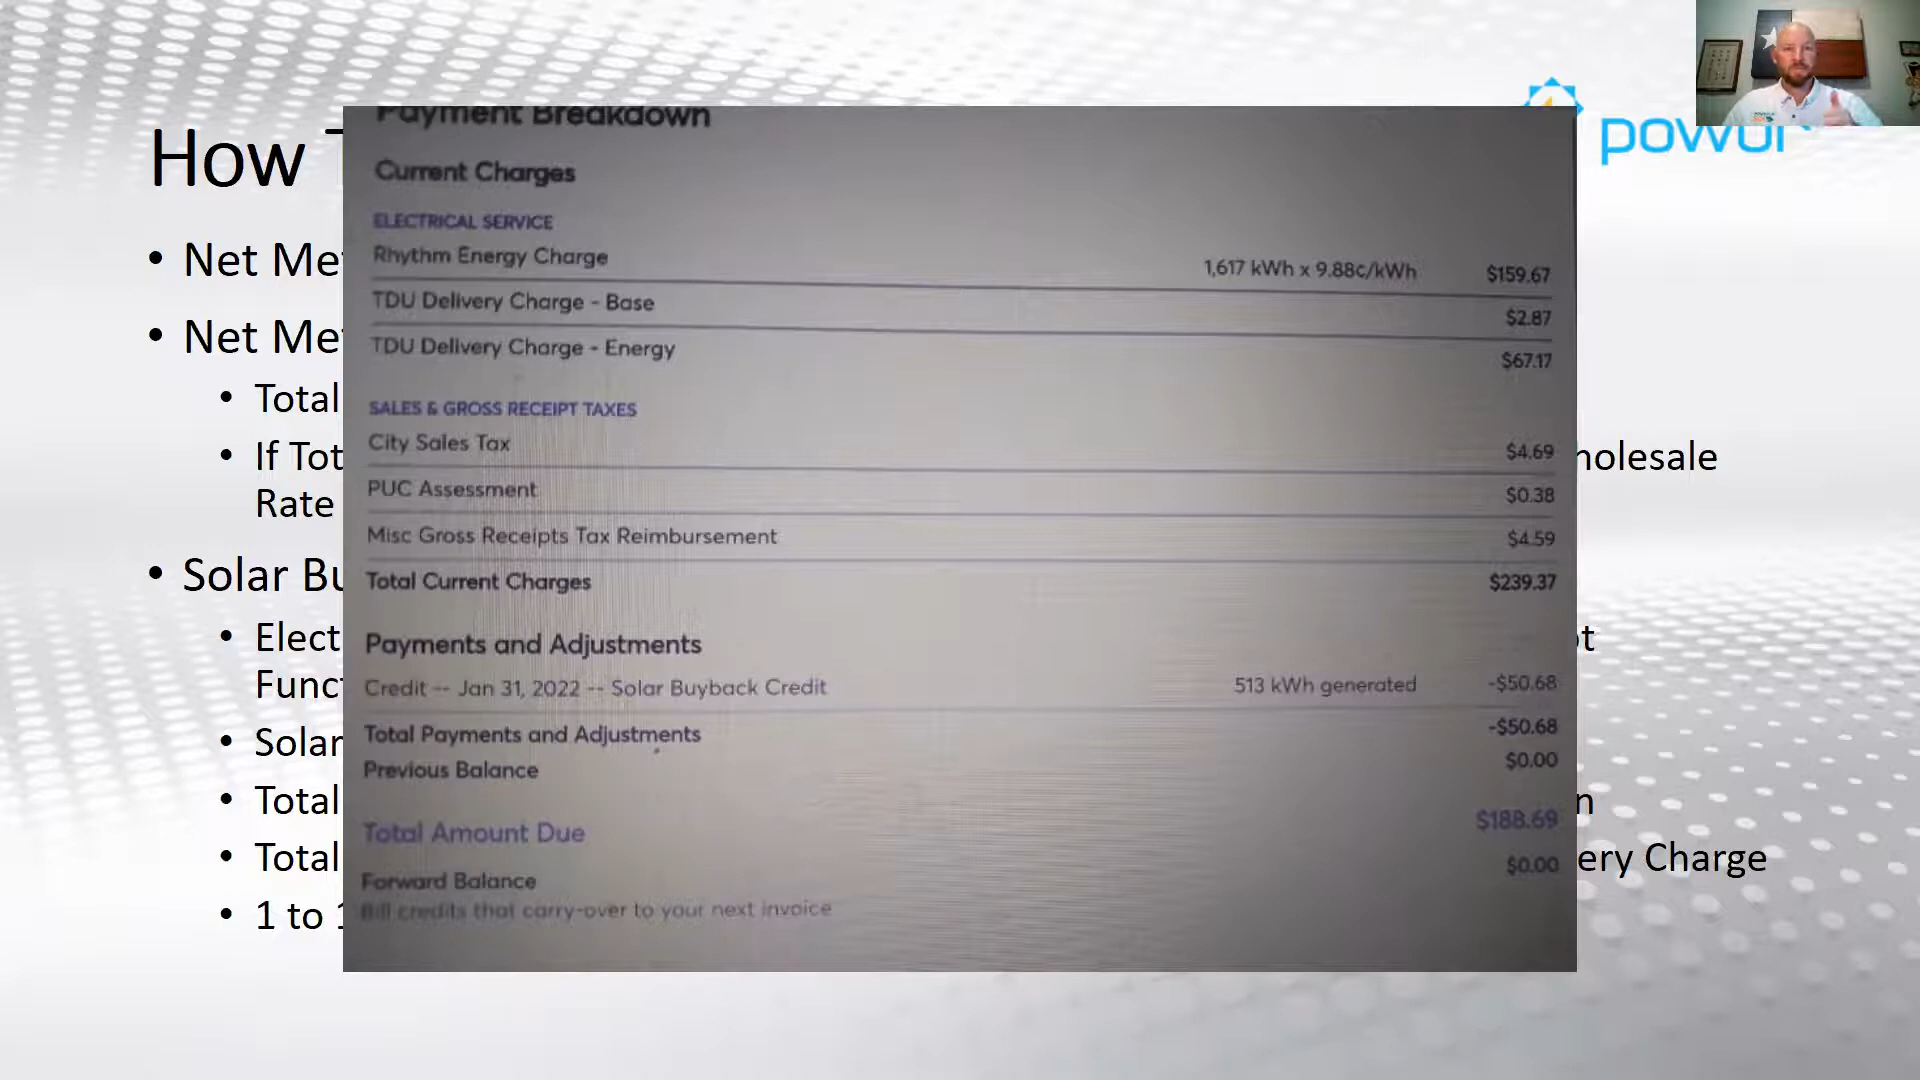 How
powur
Payment Breakdown
Current Charges
ELECTRICAL SERVICE
Rhythm Energy Charge 1,617 kWh x 9.88c/kWh $159.67
TDU Delivery Charge - Base $2.87
TDU Delivery Charge - Energy $67.17
SALES & GROSS RECEIPT TAXES
City Sales Tax $4.69
PUC Assessment $0.38
Misc Gross Receipts Tax Reimbursement $4.59
Total Current Charges $239.37
Payments and Adjustments
Credit -- Jan 31, 2022 -- Solar Buyback Credit 513 kWh generated -$50.68
Total Payments and Adjustments -$50.68
Previous Balance $0.00
Total Amount Due $188.69
Forward Balance $0.00
Bill credits that carry-over to your next invoice
• Net Me
• Net Me
• Total
• If Tot holesale
Rate
• Solar Bu
• Elect
Func
• Solar
• Total
• Total ery Charge
• 1 to